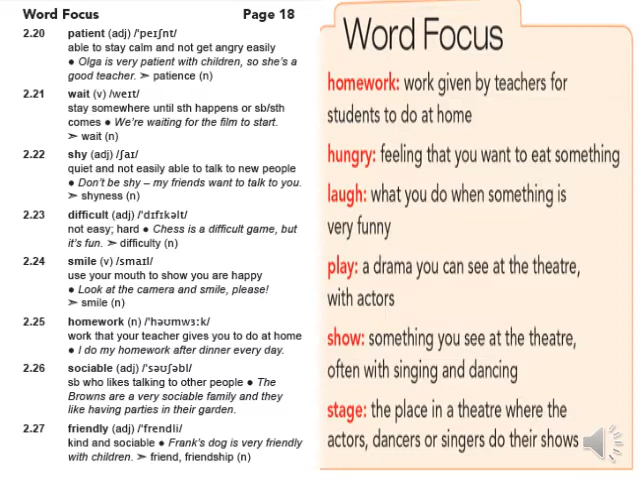 Word Focus Page 18
2.20 patient (adj) /'peɪʃnt/
able to stay calm and not get angry easily
● Olga is very patient with children, so she's a
good teacher. ➣ patience (n)
2.21 wait (v) /weɪt/
stay somewhere until sth happens or sb/sth
comes ● We're waiting for the film to start.
➣ wait (n)
2.22 shy (adj) /ʃaɪ/
quiet and not easily able to talk to new people
● Don't be shy – my friends want to talk to you.
➣ shyness (n)
2.23 difficult (adj) /'dɪfɪkəlt/
not easy; hard ● Chess is a difficult game, but
it's fun. ➣ difficulty (n)
2.24 smile (v) /smaɪl/
use your mouth to show you are happy
● Look at the camera and smile, please!
➣ smile (n)
2.25 homework (n) /'həʊmwɜːk/
work that your teacher gives you to do at home
● I do my homework after dinner every day.
2.26 sociable (adj) /'səʊʃəbl/
sb who likes talking to other people ● The
Browns are a very sociable family and they
like having parties in their garden.
2.27 friendly (adj) /'frendli/
kind and sociable ● Frank's dog is very friendly
with children. ➣ friend, friendship (n)
Word Focus
homework: work given by teachers for
students to do at home
hungry: feeling that you want to eat something
laugh: what you do when something is
very funny
play: a drama you can see at the theatre,
with actors
show: something you see at the theatre,
often with singing and dancing
stage: the place in a theatre where the
actors, dancers or singers do their shows